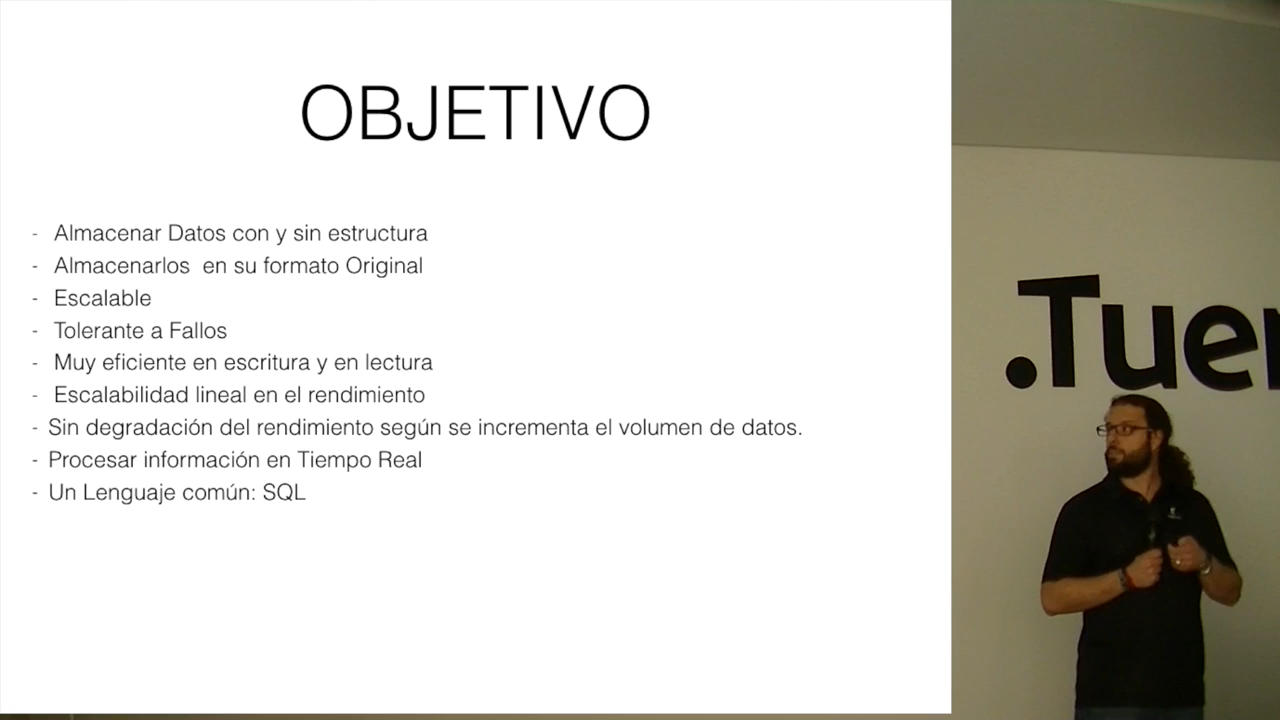 OBJETIVO
- Almacenar Datos con y sin estructura
- Almacenarlos en su formato Original
- Escalable
- Tolerante a Fallos
- Muy eficiente en escritura y en lectura
- Escalabilidad lineal en el rendimiento
- Sin degradación del rendimiento según se incrementa el volumen de datos.
- Procesar información en Tiempo Real
- Un Lenguaje común: SQL
.Tuen